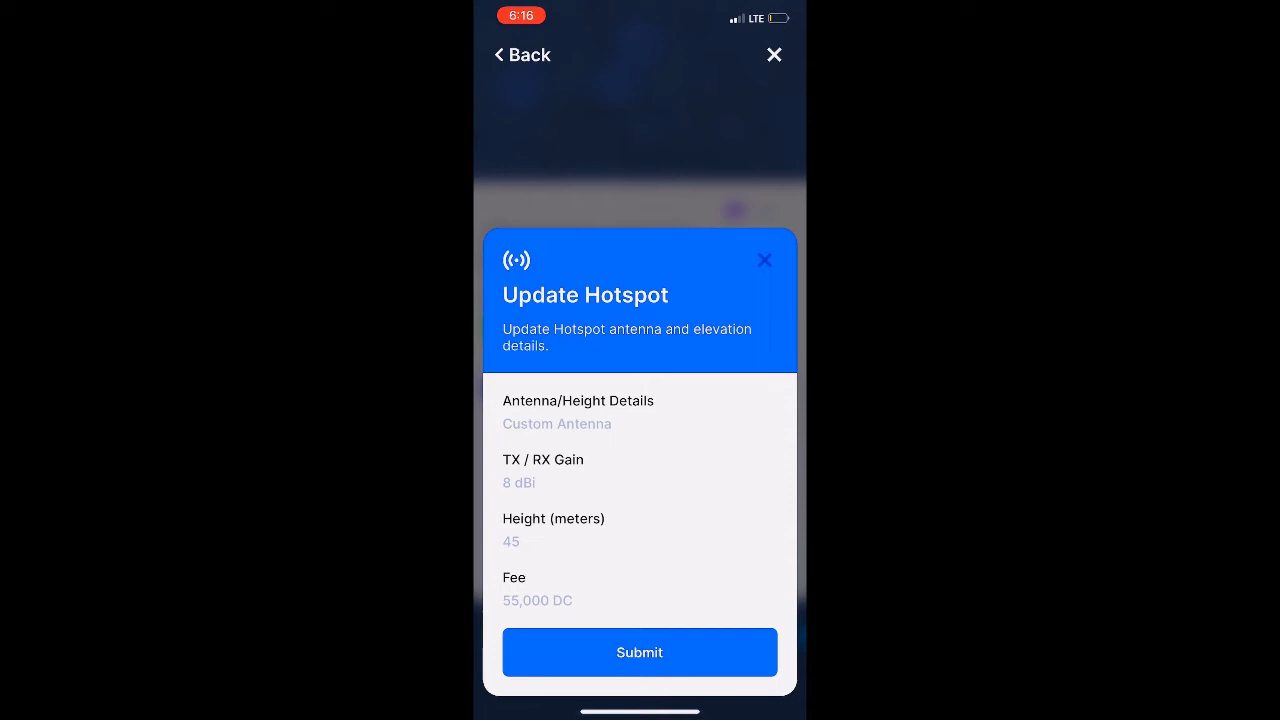 6:16
LTE
Back
Update Hotspot
Update Hotspot antenna and elevation
details.
Antenna/Height Details
Custom Antenna
TX / RX Gain
8 dBi
Height (meters)
45
Fee
55,000 DC
Submit